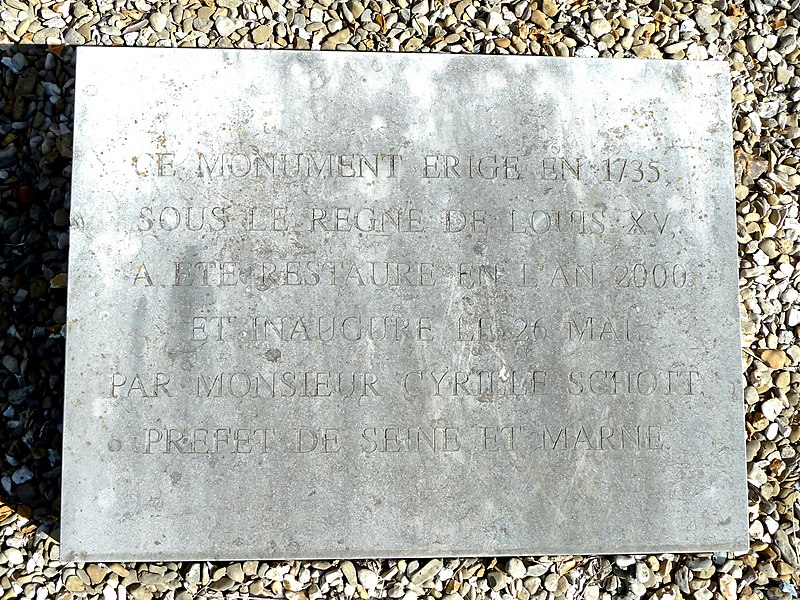 CE MONUMENT ERIGE EN 1735,
SOUS LE REGNE DE LOUIS XV,
A ETE RESTAURE EN L'AN 2000
ET INAUGURE LE 26 MAI
PAR MONSIEUR CYRILLE SCHOTT
PREFET DE SEINE ET MARNE.